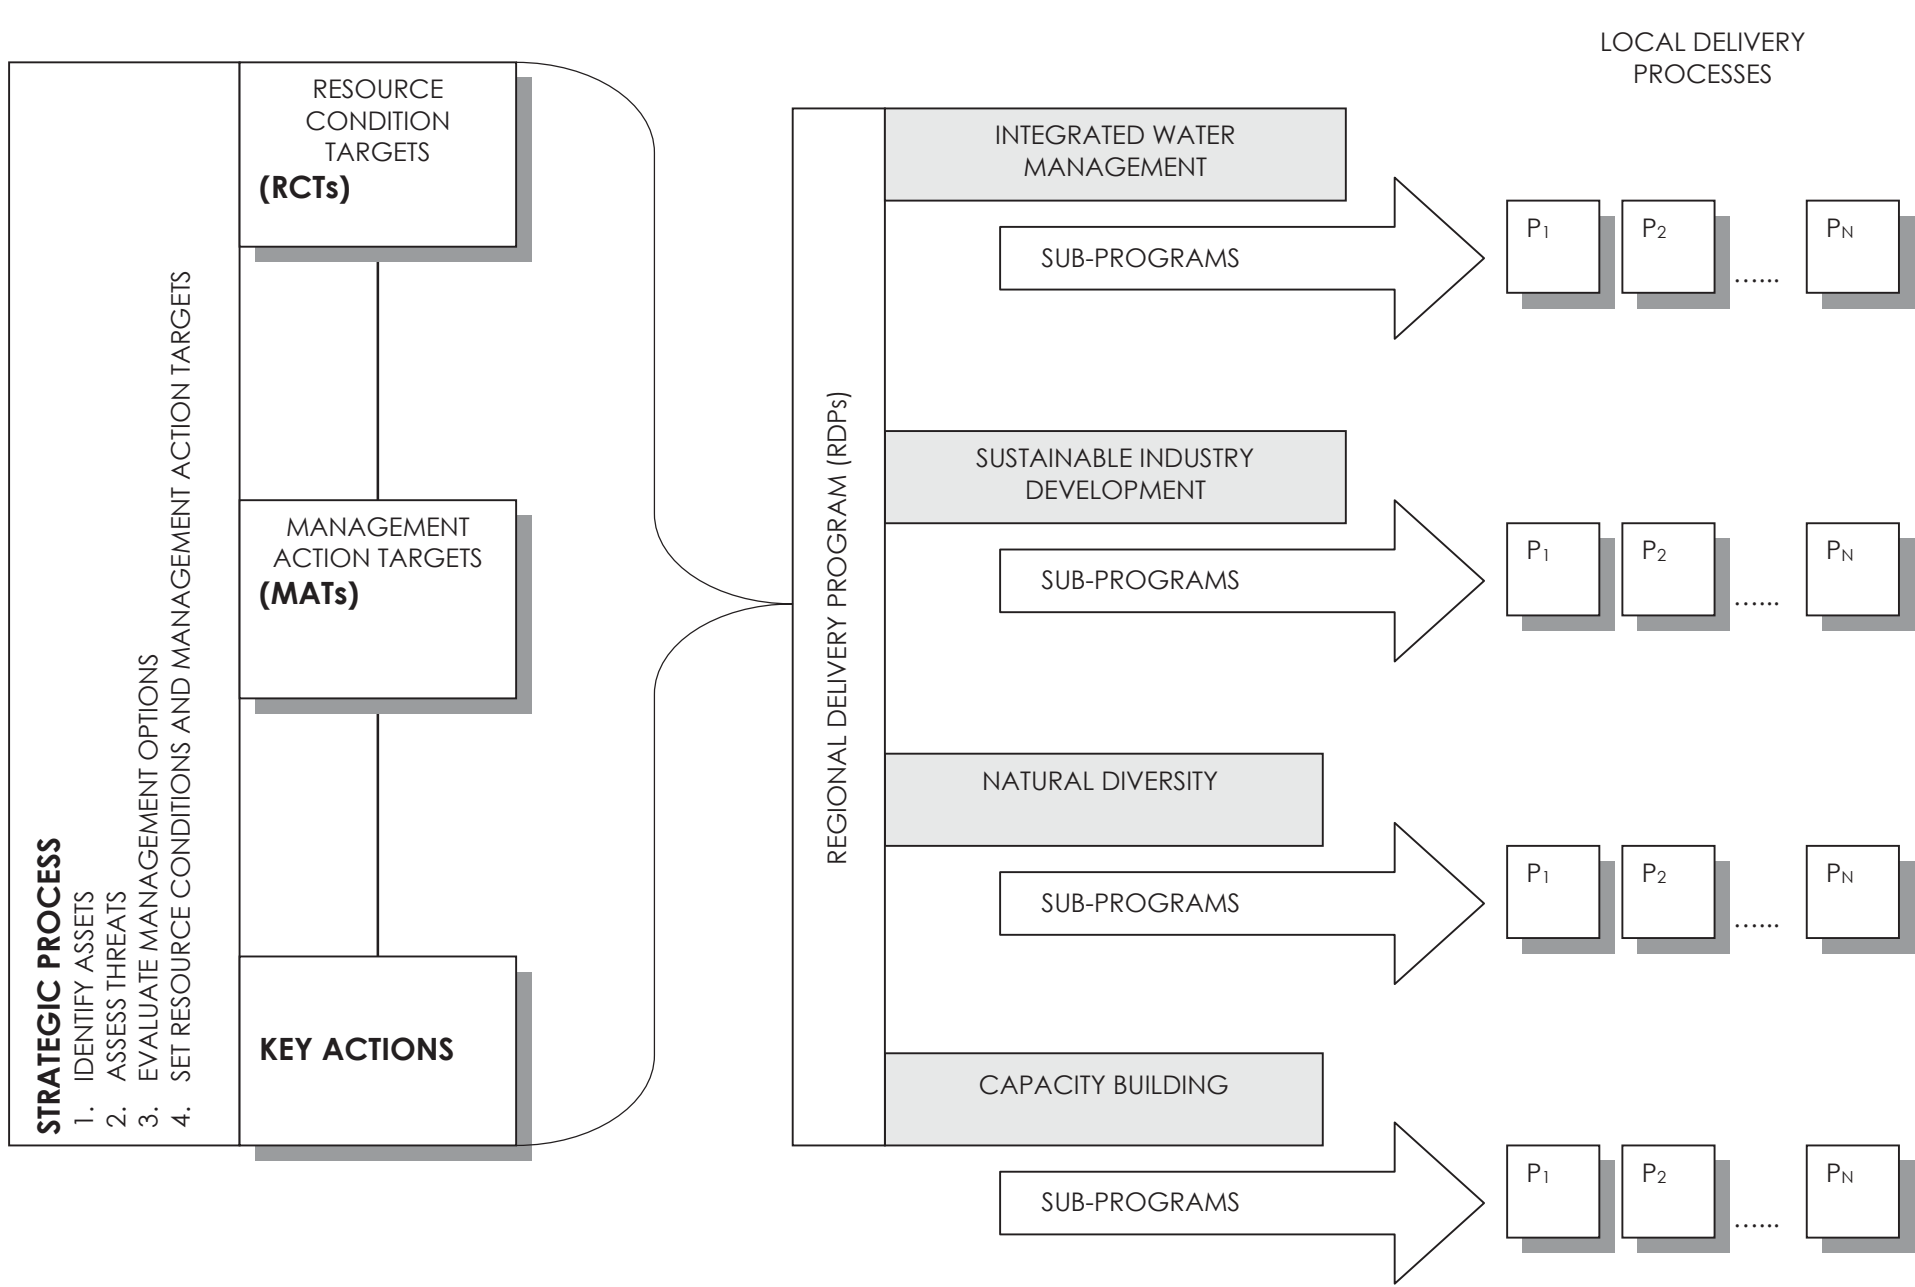 STRATEGIC PROCESS
1. IDENTIFY ASSETS
2. ASSESS THREATS
3. EVALUATE MANAGEMENT OPTIONS
4. SET RESOURCE CONDITIONS AND MANAGEMENT ACTION TARGETS
RESOURCE
CONDITION
TARGETS
(RCTs)
MANAGEMENT
ACTION TARGETS
(MATs)
KEY ACTIONS
REGIONAL DELIVERY PROGRAM (RDPs)
LOCAL DELIVERY
PROCESSES
INTEGRATED WATER
MANAGEMENT
SUB-PROGRAMS
P1 P2 …… PN
SUSTAINABLE INDUSTRY
DEVELOPMENT
SUB-PROGRAMS
P1 P2 …… PN
NATURAL DIVERSITY
SUB-PROGRAMS
P1 P2 …… PN
CAPACITY BUILDING
SUB-PROGRAMS
P1 P2 …… PN